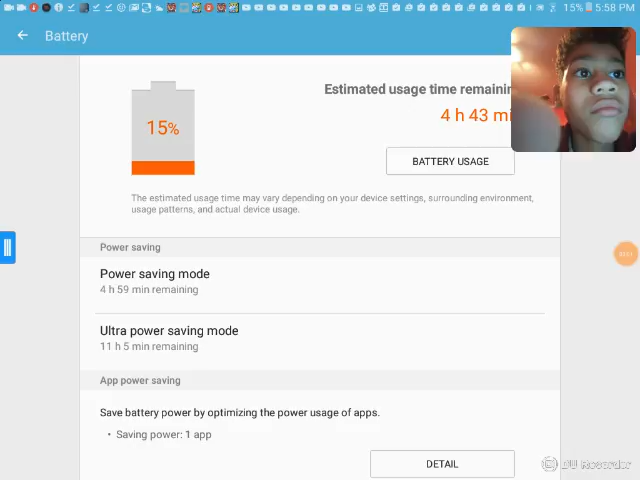 15% 5:58 PM
Battery
Estimated usage time
4 h 43
15%
BATTERY USAGE
The estimated usage time may vary depending on your device settings, surrounding environment,
usage patterns, and actual device usage.
Power saving
Power saving mode
4 h 59 min remaining
Ultra power saving mode
11 h 5 min remaining
App power saving
Save battery power by optimizing the power usage of apps.
• Saving power: 1 app
DETAIL
DU Recorder